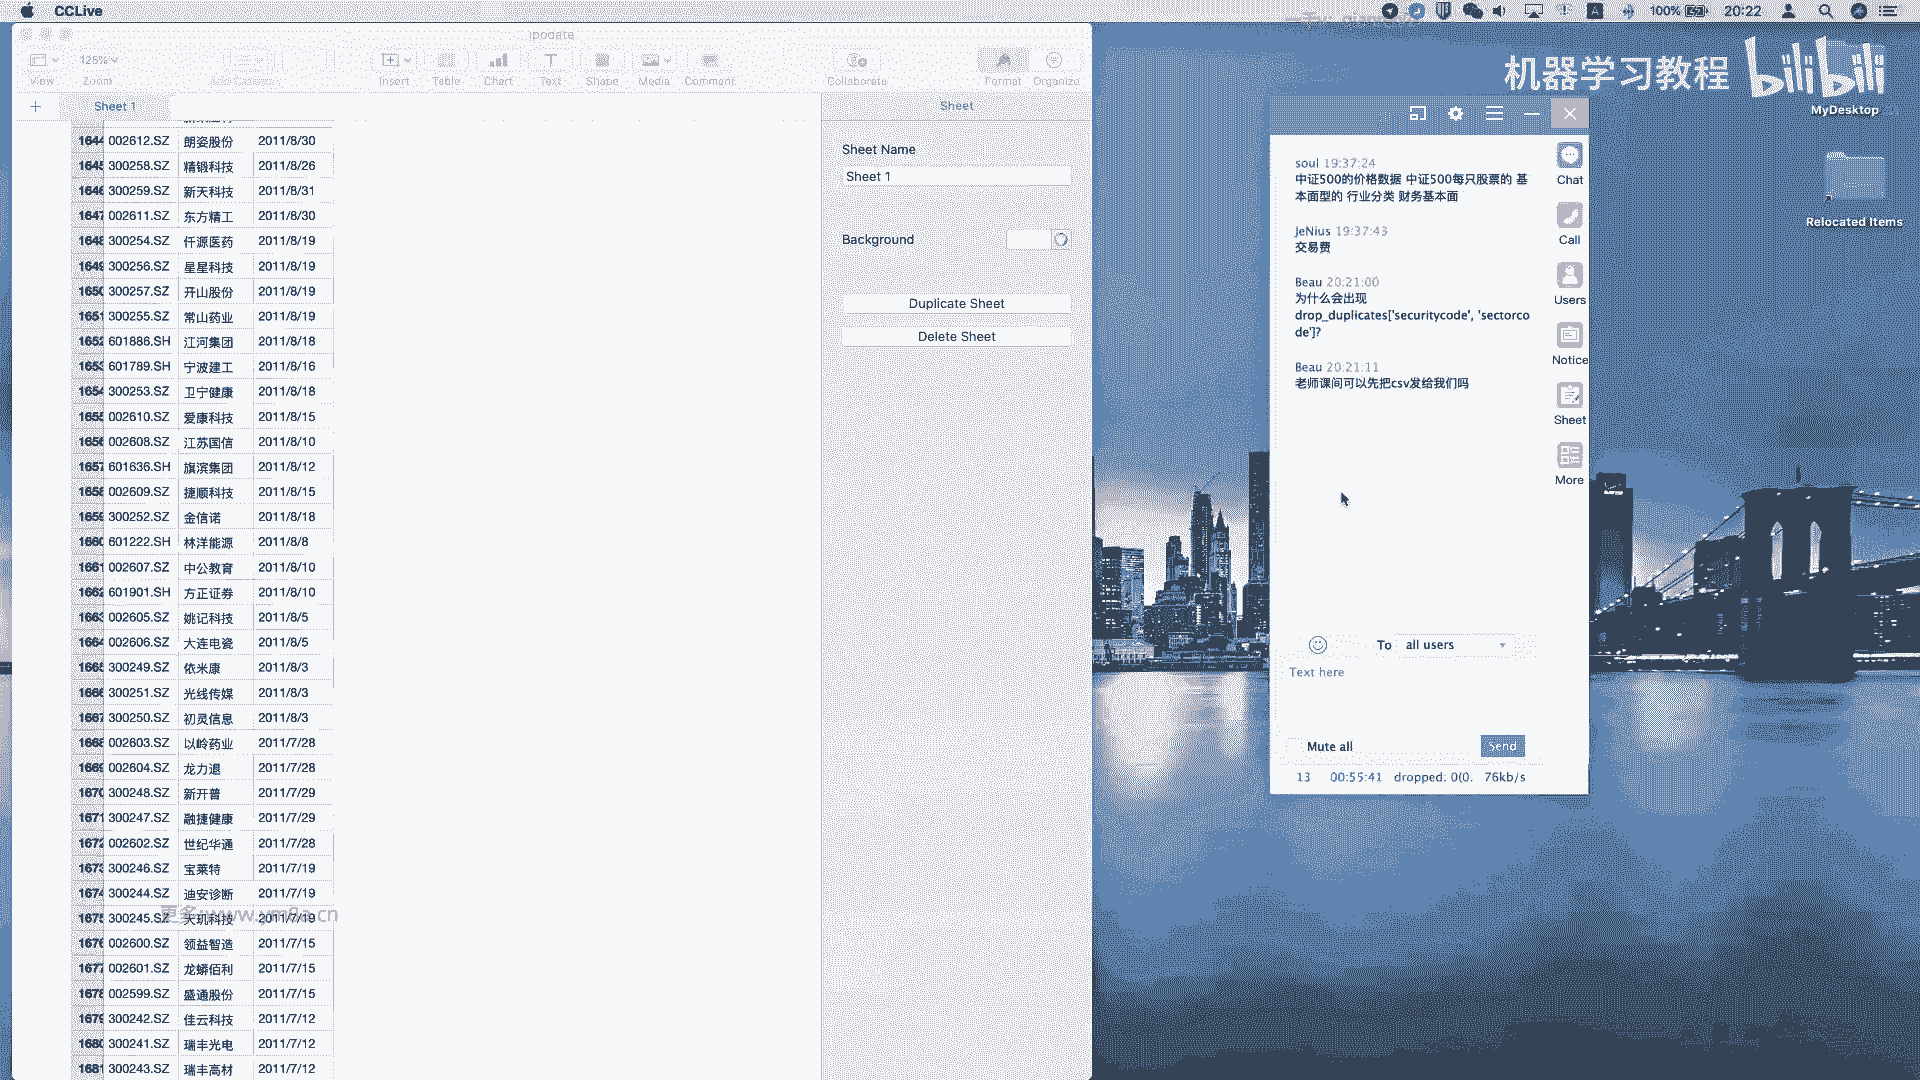 CCLive
100%
20:22
ipodate
125%
View
Zoom
Add Category
Insert
Table
Chart
Text
Shape
Media
Comment
Collaborate
Format
Organize
Sheet 1
Sheet
1644 002612.SZ 朗姿股份 2011/8/30
1645 300258.SZ 精锻科技 2011/8/26
1646 300259.SZ 新天科技 2011/8/31
1647 002611.SZ 东方精工 2011/8/30
1648 300254.SZ 仟源医药 2011/8/19
1649 300256.SZ 星星科技 2011/8/19
1650 300257.SZ 开山股份 2011/8/19
1651 300255.SZ 常山药业 2011/8/19
1652 601886.SH 江河集团 2011/8/18
1653 601789.SH 宁波建工 2011/8/16
1654 300253.SZ 卫宁健康 2011/8/18
1655 002610.SZ 爱康科技 2011/8/15
1656 002608.SZ 江苏国信 2011/8/10
1657 601636.SH 旗滨集团 2011/8/12
1658 002609.SZ 捷顺科技 2011/8/15
1659 300252.SZ 金信诺 2011/8/18
1660 601222.SH 林洋能源 2011/8/8
1661 002607.SZ 中公教育 2011/8/10
1662 601901.SH 方正证券 2011/8/10
1663 002605.SZ 姚记科技 2011/8/5
1664 002606.SZ 大连电瓷 2011/8/5
1665 300249.SZ 依米康 2011/8/3
1666 300251.SZ 光线传媒 2011/8/3
1667 300250.SZ 初灵信息 2011/8/3
1668 002603.SZ 以岭药业 2011/7/28
1669 002604.SZ 龙力退 2011/7/28
1670 300248.SZ 新开普 2011/7/29
1671 300247.SZ 融捷健康 2011/7/29
1672 002602.SZ 世纪华通 2011/7/28
1673 300246.SZ 宝莱特 2011/7/19
1674 300244.SZ 迪安诊断 2011/7/19
1675 300245.SZ 天玑科技 2011/7/19
1676 002600.SZ 领益智造 2011/7/15
1677 002601.SZ 龙蟒佰利 2011/7/15
1678 002599.SZ 盛通股份 2011/7/15
1679 300242.SZ 佳云科技 2011/7/12
1680 300241.SZ 瑞丰光电 2011/7/12
1681 300243.SZ 瑞丰高材 2011/7/12
Sheet Name
Sheet 1
Background
Duplicate Sheet
Delete Sheet
机器学习教程 bilibili
MyDesktop
Relocated Items
soul 19:37:24
中证500的价格数据 中证500每只股票的 基
本面型的 行业分类 财务基本面
JeNius 19:37:43
交易费
Beau 20:21:00
为什么会出现
drop_duplicates['securitycode', 'sectorco
de']?
Beau 20:21:11
老师课间可以先把csv发给我们吗
Chat
Call
Users
Notice
Sheet
More
To all users
Text here
Mute all
Send
13 00:55:41 dropped: 0(0. 76kb/s